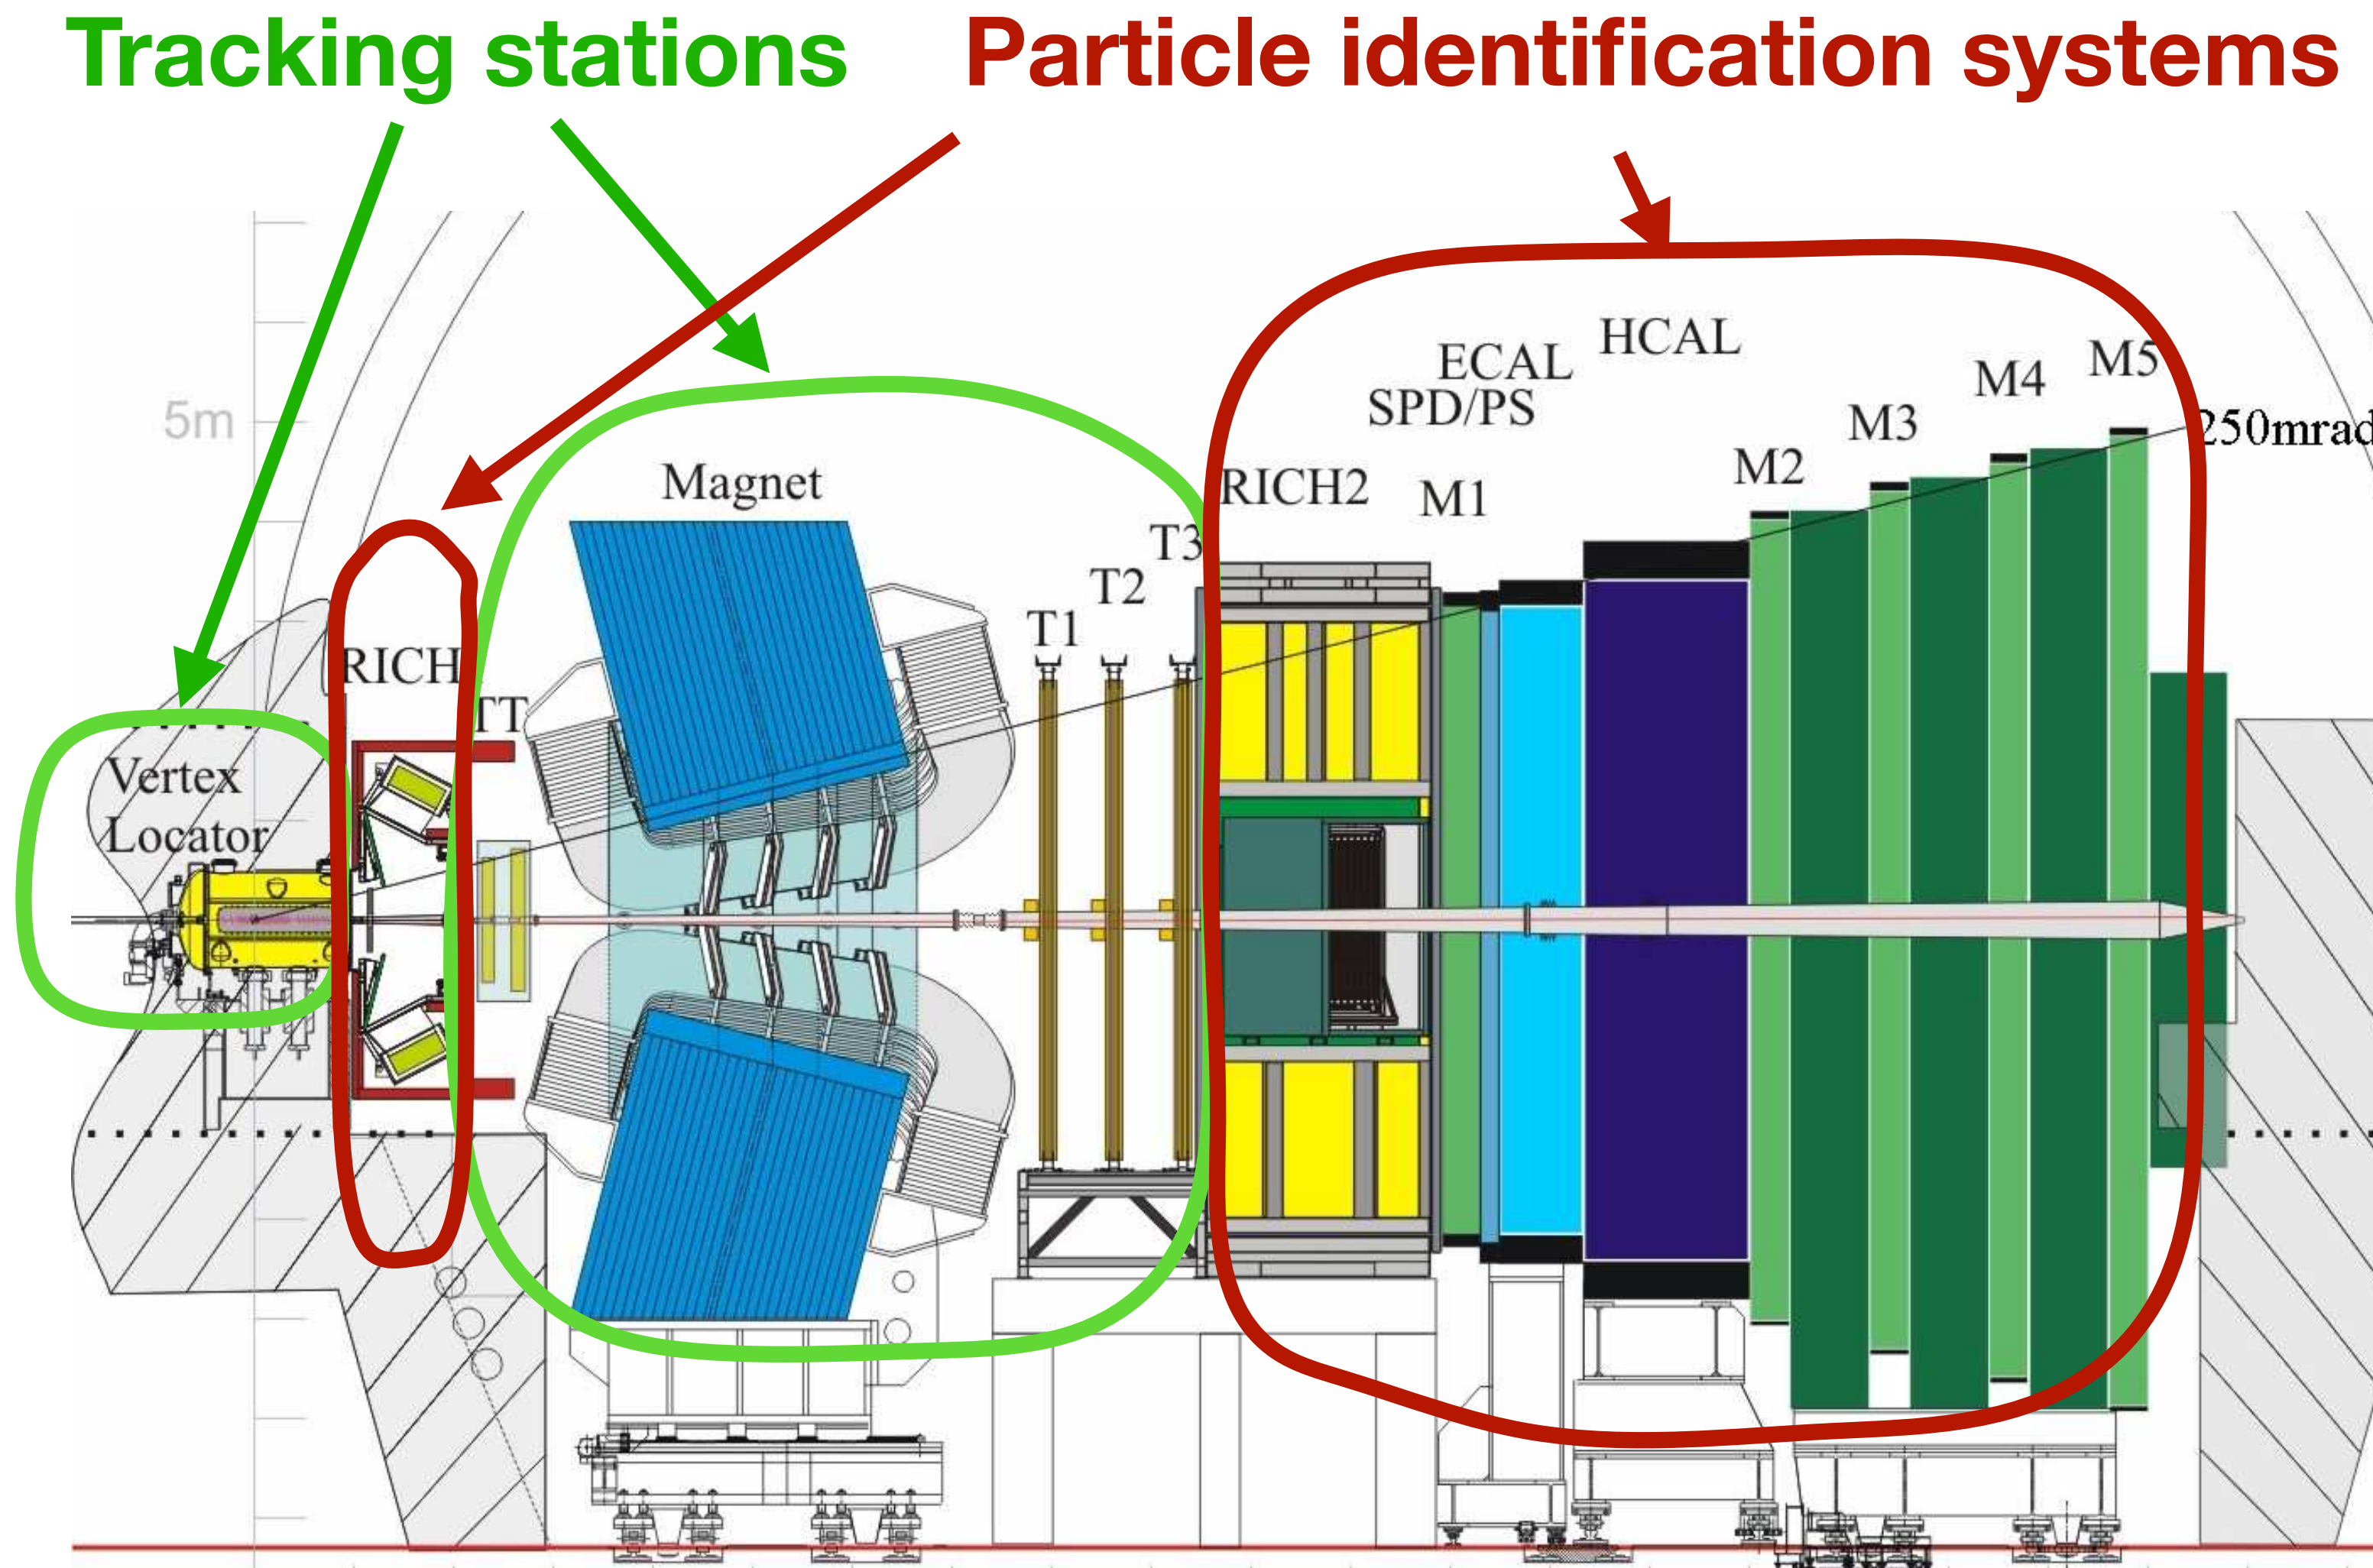 Tracking stations
Particle identification systems
HCAL
ECAL
M5
M4
SPD/PS
5m
M3
250mrad
M2
Magnet
RICH2
M1
T3
T2
T1
RICH
TT
Vertex
Locator